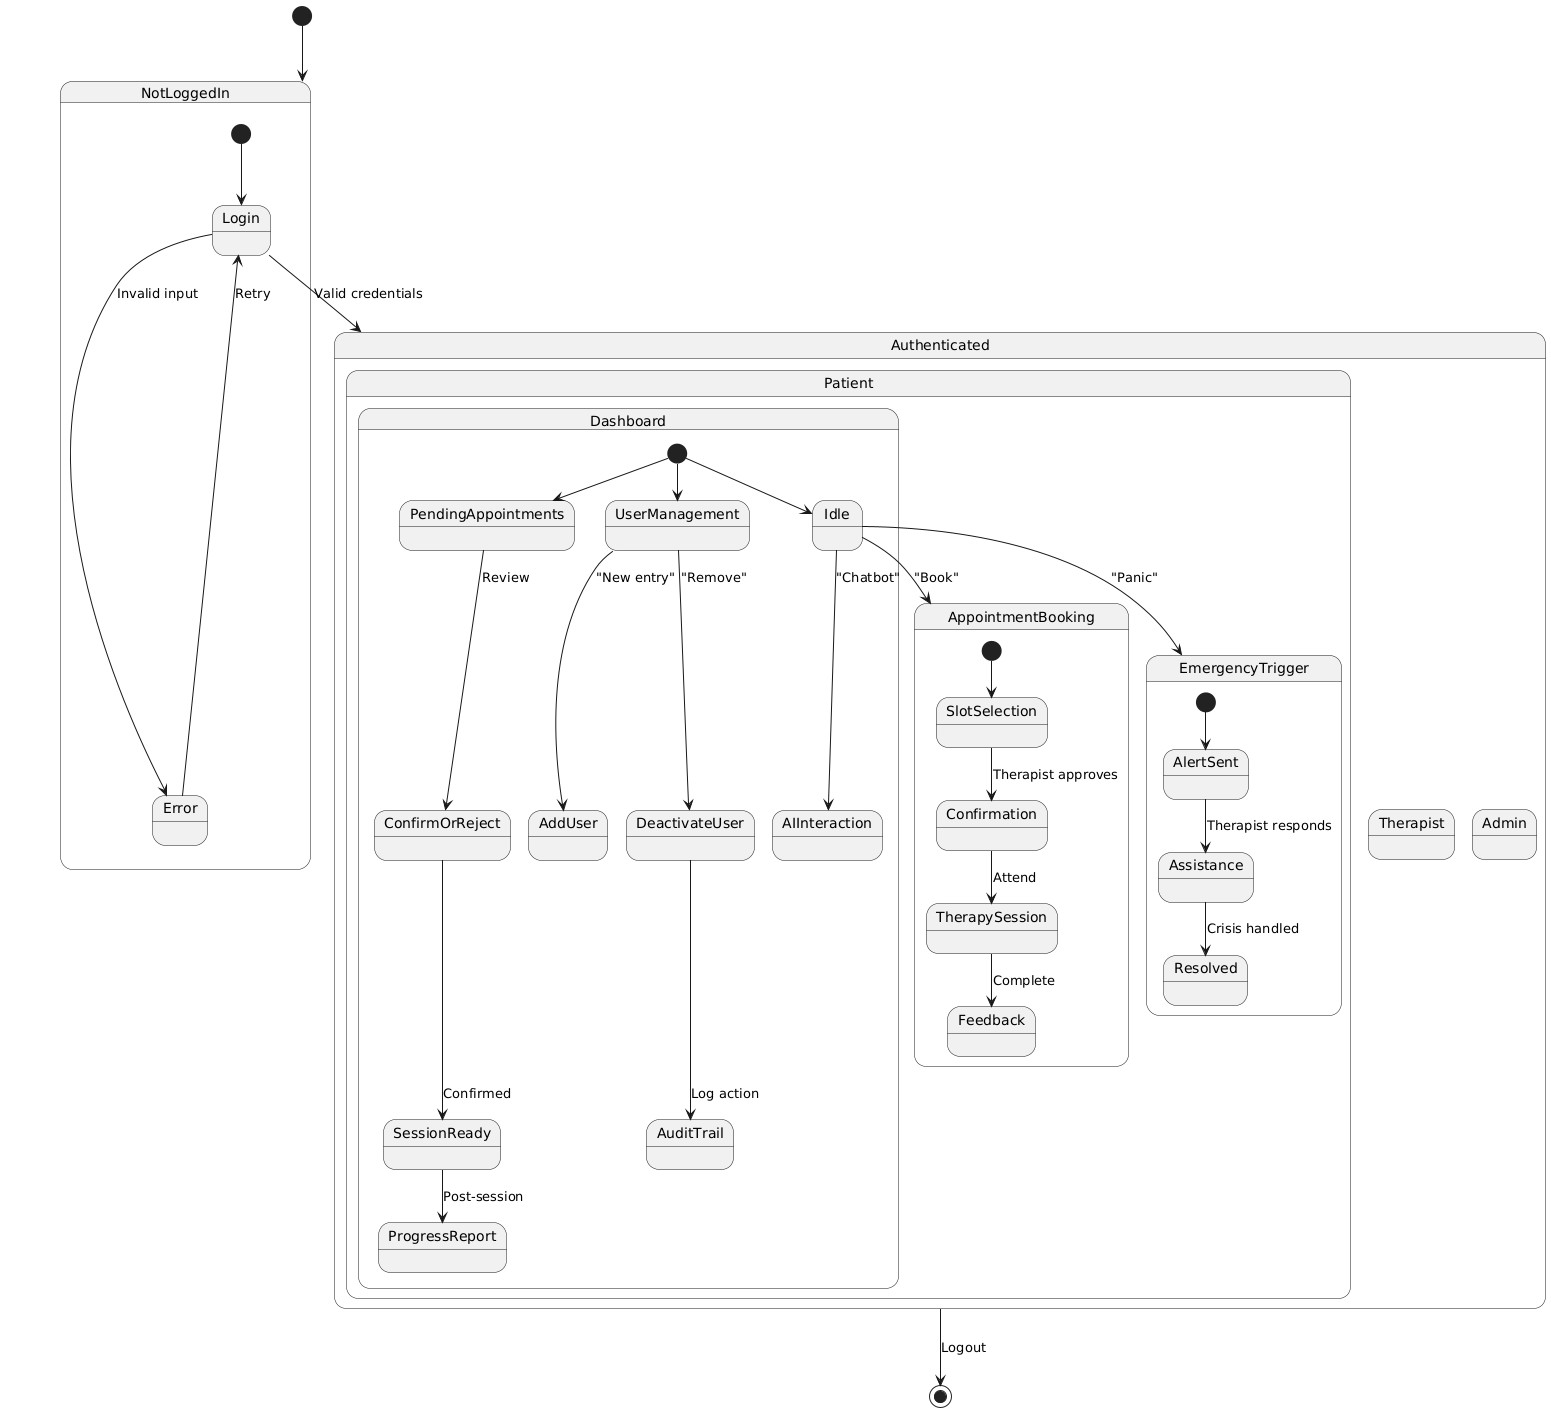 NotLoggedIn
Login
Invalid input
Retry
Valid credentials
Error
Authenticated
Patient
Dashboard
PendingAppointments
UserManagement
Idle
Review
"New entry"
"Remove"
"Chatbot"
"Book"
"Panic"
ConfirmOrReject
AddUser
DeactivateUser
AIInteraction
Confirmed
Log action
SessionReady
AuditTrail
Post-session
ProgressReport
AppointmentBooking
SlotSelection
Therapist approves
Confirmation
Attend
TherapySession
Complete
Feedback
EmergencyTrigger
AlertSent
Therapist responds
Assistance
Crisis handled
Resolved
Therapist
Admin
Logout